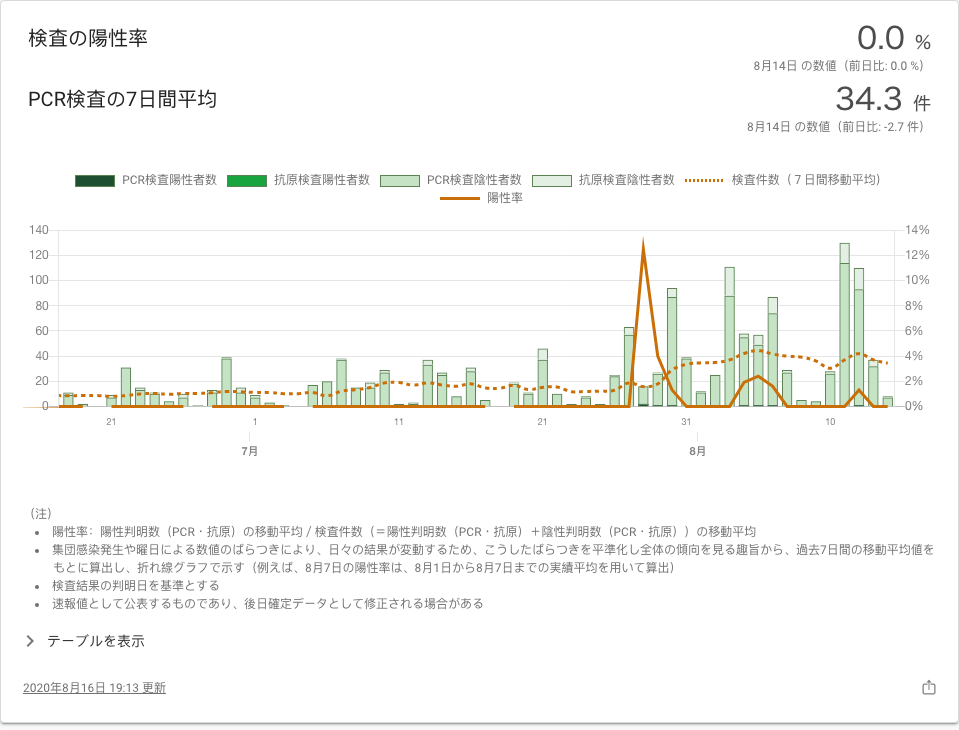 検査の陽性率
0.0 %
8月14日 の数値（前日比: 0.0 %）
PCR検査の7日間平均
34.3 件
8月14日 の数値（前日比: -2.7 件）
PCR検査陽性者数 抗原検査陽性者数 PCR検査陰性者数 抗原検査陰性者数 検査件数（７日間移動平均）
陽性率
140 14%
120 12%
100 10%
80 8%
60 6%
40 4%
20 2%
0 0%
21 1 11 21 31 10
7月 8月
（注）
• 陽性率：陽性判明数（PCR・抗原）の移動平均 / 検査件数（＝陽性判明数（PCR・抗原）＋陰性判明数（PCR・抗原））の移動平均
• 集団感染発生や曜日による数値のばらつきにより、日々の結果が変動するため、こうしたばらつきを平準化し全体の傾向を見る趣旨から、過去7日間の移動平均値を
もとに算出し、折れ線グラフで示す（例えば、8月7日の陽性率は、8月1日から8月7日までの実績平均を用いて算出）
• 検査結果の判明日を基準とする
• 速報値として公表するものであり、後日確定データとして修正される場合がある
テーブルを表示
2020年8月16日 19:13 更新